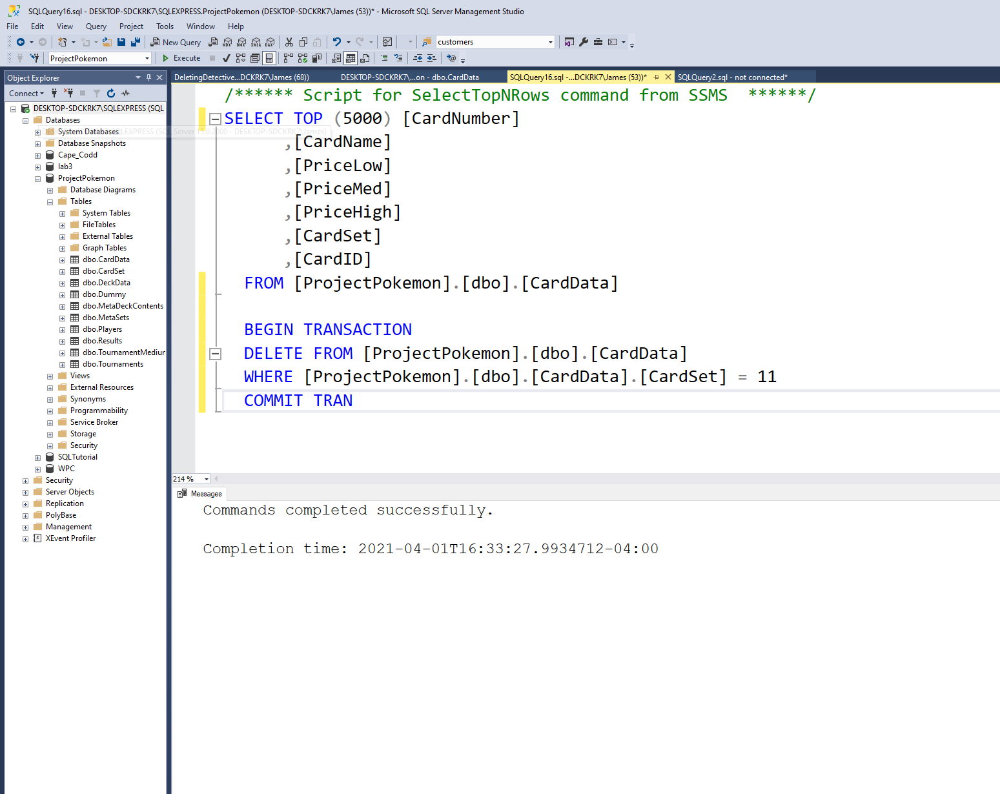 SQLQuery16.sql - DESKTOP-SDCKRK7\SQLEXPRESS.ProjectPokemon (DESKTOP-SDCKRK7\James (53))* - Microsoft SQL Server Management Studio
File Edit View Query Project Tools Window Help
New Query MDX DMX XMLA DAX customers
ProjectPokemon Execute
Object Explorer
DeletingDetective...DCKRK7\James (68)) DESKTOP-SDCKRK7\...on - dbo.CardData SQLQuery16.sql -...DCKRK7\James (53))* SQLQuery2.sql - not connected*
Connect
DESKTOP-SDCKRK7\SQLEXPRESS (SQL
Databases
System Databases
Database Snapshots
Cape_Codd
lab3
ProjectPokemon
Database Diagrams
Tables
System Tables
FileTables
External Tables
Graph Tables
dbo.CardData
dbo.CardSet
dbo.DeckData
dbo.Dummy
dbo.MetaDeckContents
dbo.MetaSets
dbo.Players
dbo.Results
dbo.TournamentMediur
dbo.Tournaments
Views
External Resources
Synonyms
Programmability
Service Broker
Storage
Security
SQLTutorial
WPC
Security
Server Objects
Replication
PolyBase
Management
XEvent Profiler
/****** Script for SelectTopNRows command from SSMS  ******/
SELECT TOP (5000) [CardNumber]
,[CardName]
,[PriceLow]
,[PriceMed]
,[PriceHigh]
,[CardSet]
,[CardID]
FROM [ProjectPokemon].[dbo].[CardData]
BEGIN TRANSACTION
DELETE FROM [ProjectPokemon].[dbo].[CardData]
WHERE [ProjectPokemon].[dbo].[CardData].[CardSet] = 11
COMMIT TRAN
214 %
Messages
Commands completed successfully.
Completion time: 2021-04-01T16:33:27.9934712-04:00